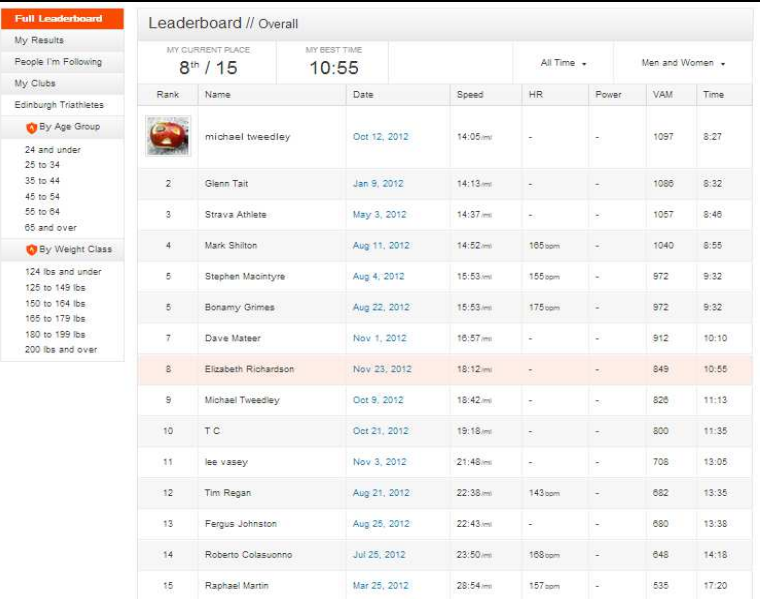 Full Leaderboard
My Results
People I'm Following
My Clubs
Edinburgh Triathletes
By Age Group
24 and under
25 to 34
35 to 44
45 to 54
55 to 64
65 and over
By Weight Class
124 lbs and under
125 to 149 lbs
150 to 164 lbs
165 to 179 lbs
180 to 199 lbs
200 lbs and over
Leaderboard // Overall
MY CURRENT PLACE MY BEST TIME
8th / 15 10:55 All Time Men and Women
Rank Name Date Speed HR Power VAM Time
michael tweedley Oct 12, 2012 14:05/mi - - 1097 8:27
2 Glenn Tait Jan 9, 2012 14:13/mi - - 1086 8:32
3 Strava Athlete May 3, 2012 14:37/mi - - 1057 8:46
4 Mark Shilton Aug 11, 2012 14:52/mi 165bpm - 1040 8:55
5 Stephen Macintyre Aug 4, 2012 15:53/mi 155bpm - 972 9:32
5 Bonamy Grimes Aug 22, 2012 15:53/mi 175bpm - 972 9:32
7 Dave Mateer Nov 1, 2012 16:57/mi - - 912 10:10
8 Elizabeth Richardson Nov 23, 2012 18:12/mi - - 849 10:55
9 Michael Tweedley Oct 9, 2012 18:42/mi - - 826 11:13
10 T C Oct 21, 2012 19:18/mi - - 800 11:35
11 lee vasey Nov 3, 2012 21:48/mi - - 708 13:05
12 Tim Regan Aug 21, 2012 22:38/mi 143bpm - 682 13:35
13 Fergus Johnston Aug 25, 2012 22:43/mi - - 680 13:38
14 Roberto Colasuonno Jul 25, 2012 23:50/mi 168bpm - 648 14:18
15 Raphael Martin Mar 25, 2012 28:54/mi 157bpm - 535 17:20